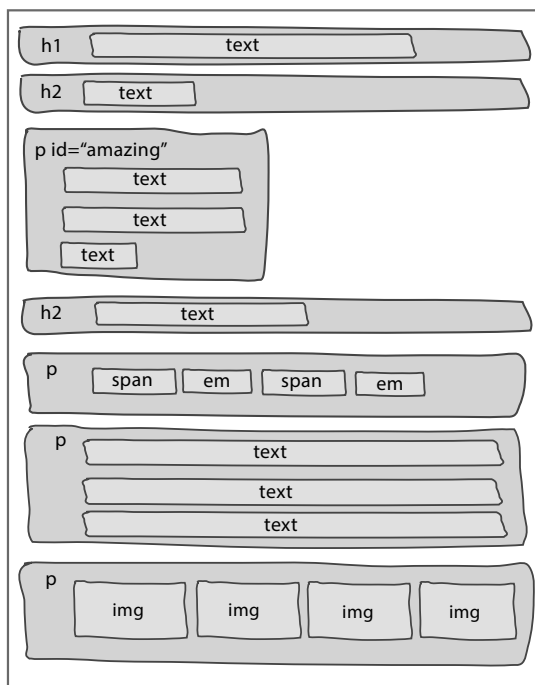 h1 text
h2 text
p id=“amazing”
text
text
text
h2 text
p span em span em
p text
text
text
p img img img img